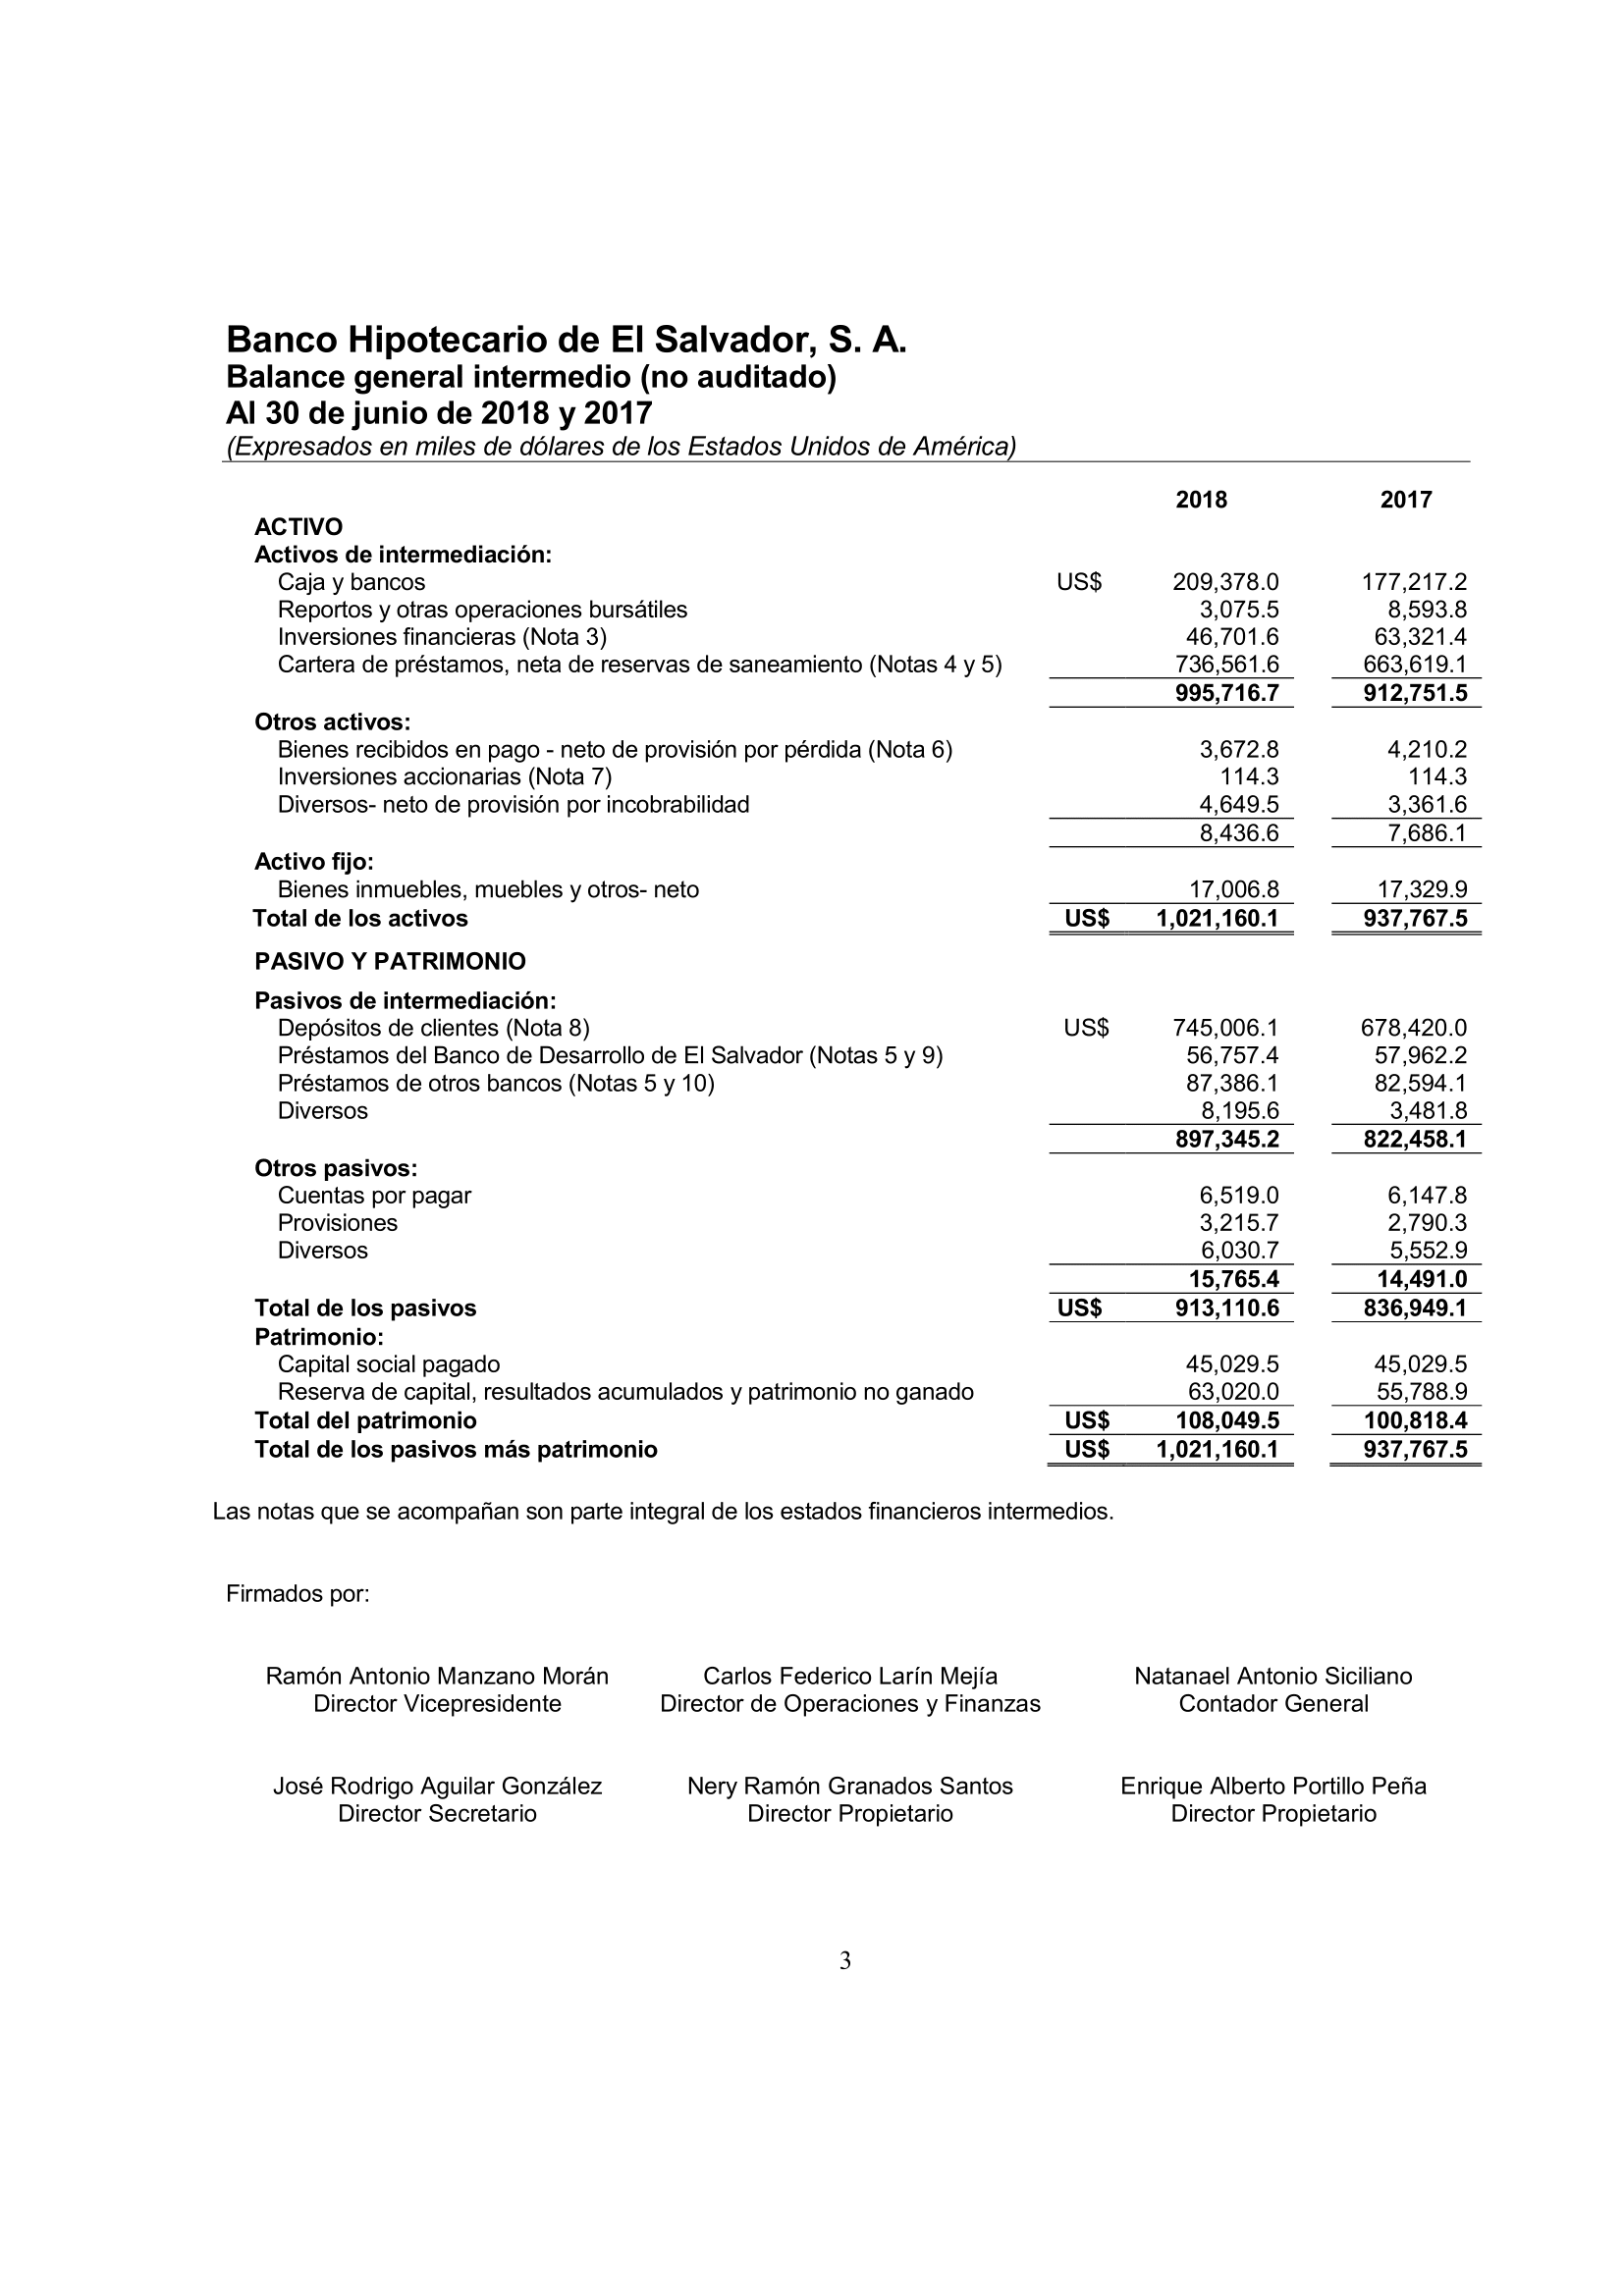 Banco Hipotecario de El Salvador, S. A.
Balance general intermedio (no auditado)
Al 30 de junio de 2018 y 2017
(Expresados en miles de dólares de los Estados Unidos de América)
2018 2017
ACTIVO
Activos de intermediación:
Caja y bancos US$ 209,378.0 177,217.2
Reportos y otras operaciones bursátiles 3,075.5 8,593.8
Inversiones financieras (Nota 3) 46,701.6 63,321.4
Cartera de préstamos, neta de reservas de saneamiento (Notas 4 y 5) 736,561.6 663,619.1
995,716.7 912,751.5
Otros activos:
Bienes recibidos en pago - neto de provisión por pérdida (Nota 6) 3,672.8 4,210.2
Inversiones accionarias (Nota 7) 114.3 114.3
Diversos- neto de provisión por incobrabilidad 4,649.5 3,361.6
8,436.6 7,686.1
Activo fijo:
Bienes inmuebles, muebles y otros- neto 17,006.8 17,329.9
Total de los activos US$ 1,021,160.1 937,767.5
PASIVO Y PATRIMONIO
Pasivos de intermediación:
Depósitos de clientes (Nota 8) US$ 745,006.1 678,420.0
Préstamos del Banco de Desarrollo de El Salvador (Notas 5 y 9) 56,757.4 57,962.2
Préstamos de otros bancos (Notas 5 y 10) 87,386.1 82,594.1
Diversos 8,195.6 3,481.8
897,345.2 822,458.1
Otros pasivos:
Cuentas por pagar 6,519.0 6,147.8
Provisiones 3,215.7 2,790.3
Diversos 6,030.7 5,552.9
15,765.4 14,491.0
Total de los pasivos US$ 913,110.6 836,949.1
Patrimonio:
Capital social pagado 45,029.5 45,029.5
Reserva de capital, resultados acumulados y patrimonio no ganado 63,020.0 55,788.9
Total del patrimonio US$ 108,049.5 100,818.4
Total de los pasivos más patrimonio US$ 1,021,160.1 937,767.5
Las notas que se acompañan son parte integral de los estados financieros intermedios.
Firmados por:
Ramón Antonio Manzano Morán Carlos Federico Larín Mejía Natanael Antonio Siciliano
Director Vicepresidente Director de Operaciones y Finanzas Contador General
José Rodrigo Aguilar González Nery Ramón Granados Santos Enrique Alberto Portillo Peña
Director Secretario Director Propietario Director Propietario
3